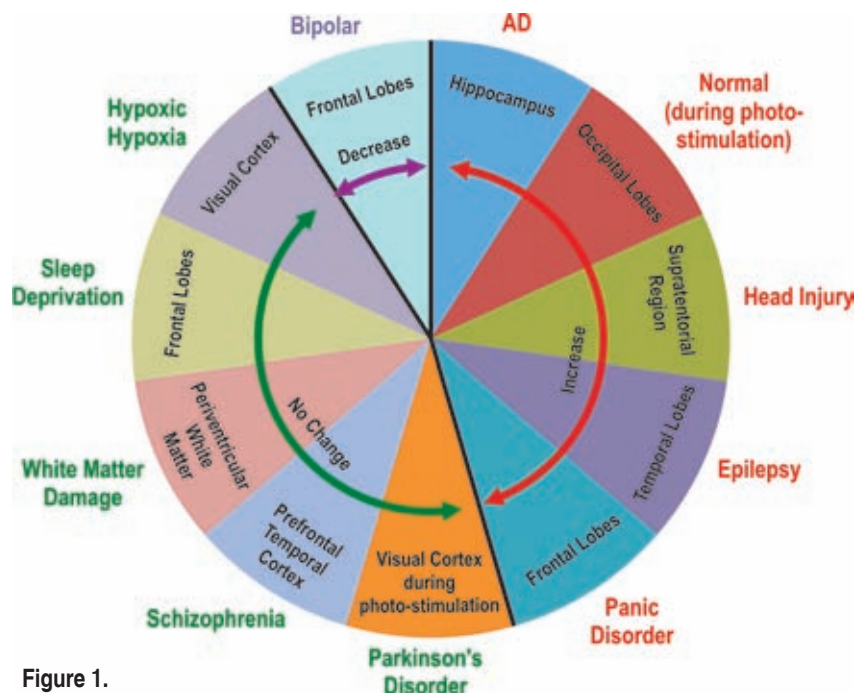 Bipolar
AD
Normal
(during photo-
stimulation)
Head Injury
Epilepsy
Panic
Disorder
Parkinson's
Disorder
Schizophrenia
White Matter
Damage
Sleep
Deprivation
Hypoxic
Hypoxia
Frontal Lobes
Decrease
Hippocampus
Occipital Lobes
Supratentorial
Region
Increase
Temporal Lobes
Frontal Lobes
Visual Cortex
during
photo-stimulation
Prefrontal
Temporal
Cortex
No Change
Periventricular
White
Matter
Frontal Lobes
Visual Cortex
Figure 1.